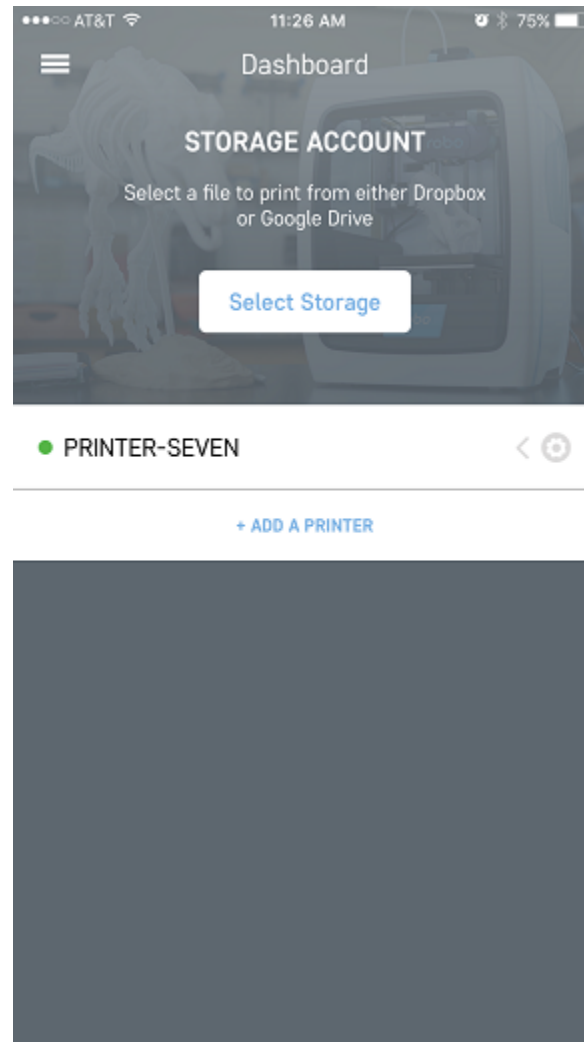 AT&T 11:26 AM 75%
Dashboard
STORAGE ACCOUNT
Select a file to print from either Dropbox
or Google Drive
robo
Select Storage
PRINTER-SEVEN
+ ADD A PRINTER